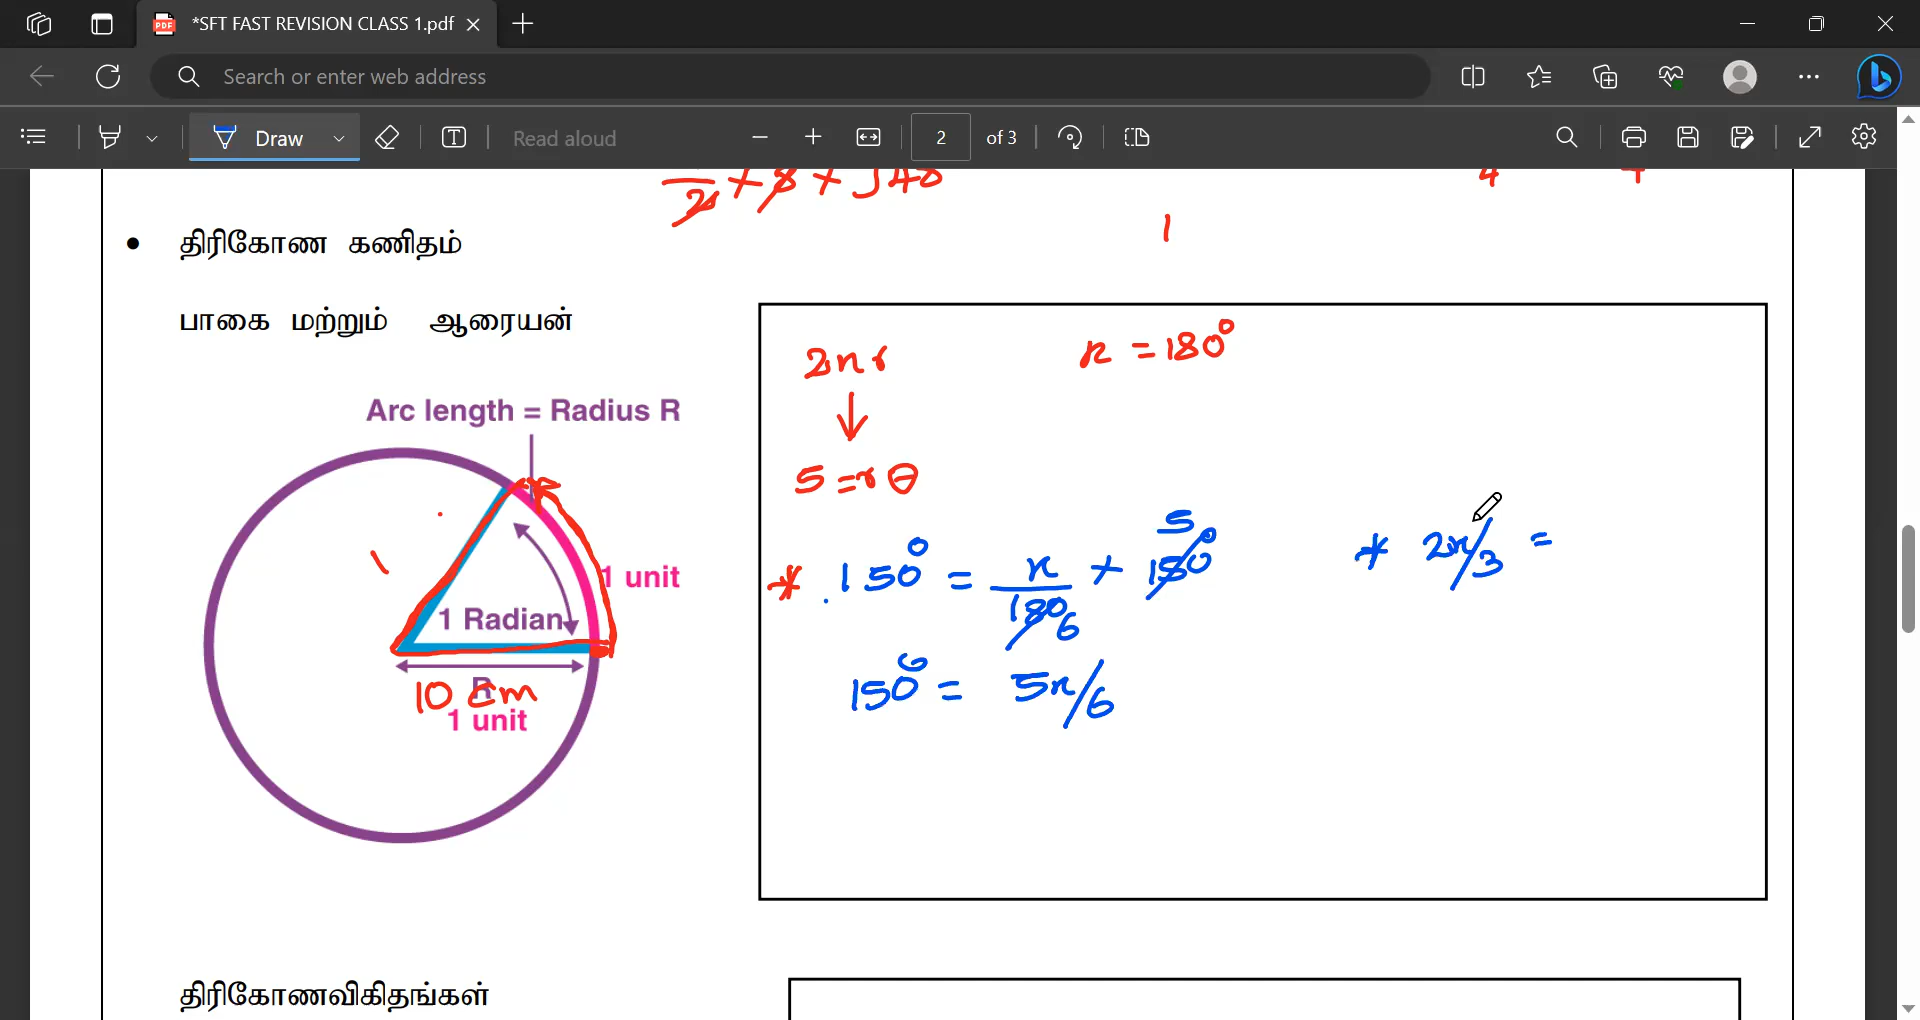 *SFT FAST REVISION CLASS 1.pdf
Search or enter web address
Draw
Read aloud
2 of 3
திரிகோண கணிதம்
பாகை மற்றும் ஆரையன்
Arc length = Radius R
1 unit
1 Radian
R
10 cm
1 unit
2πr
π = 180°
S = rθ
* 150° = π/180 × 150°
5
6
150° = 5π/6
* 2π/3 =
திரிகோணவிகிதங்கள்